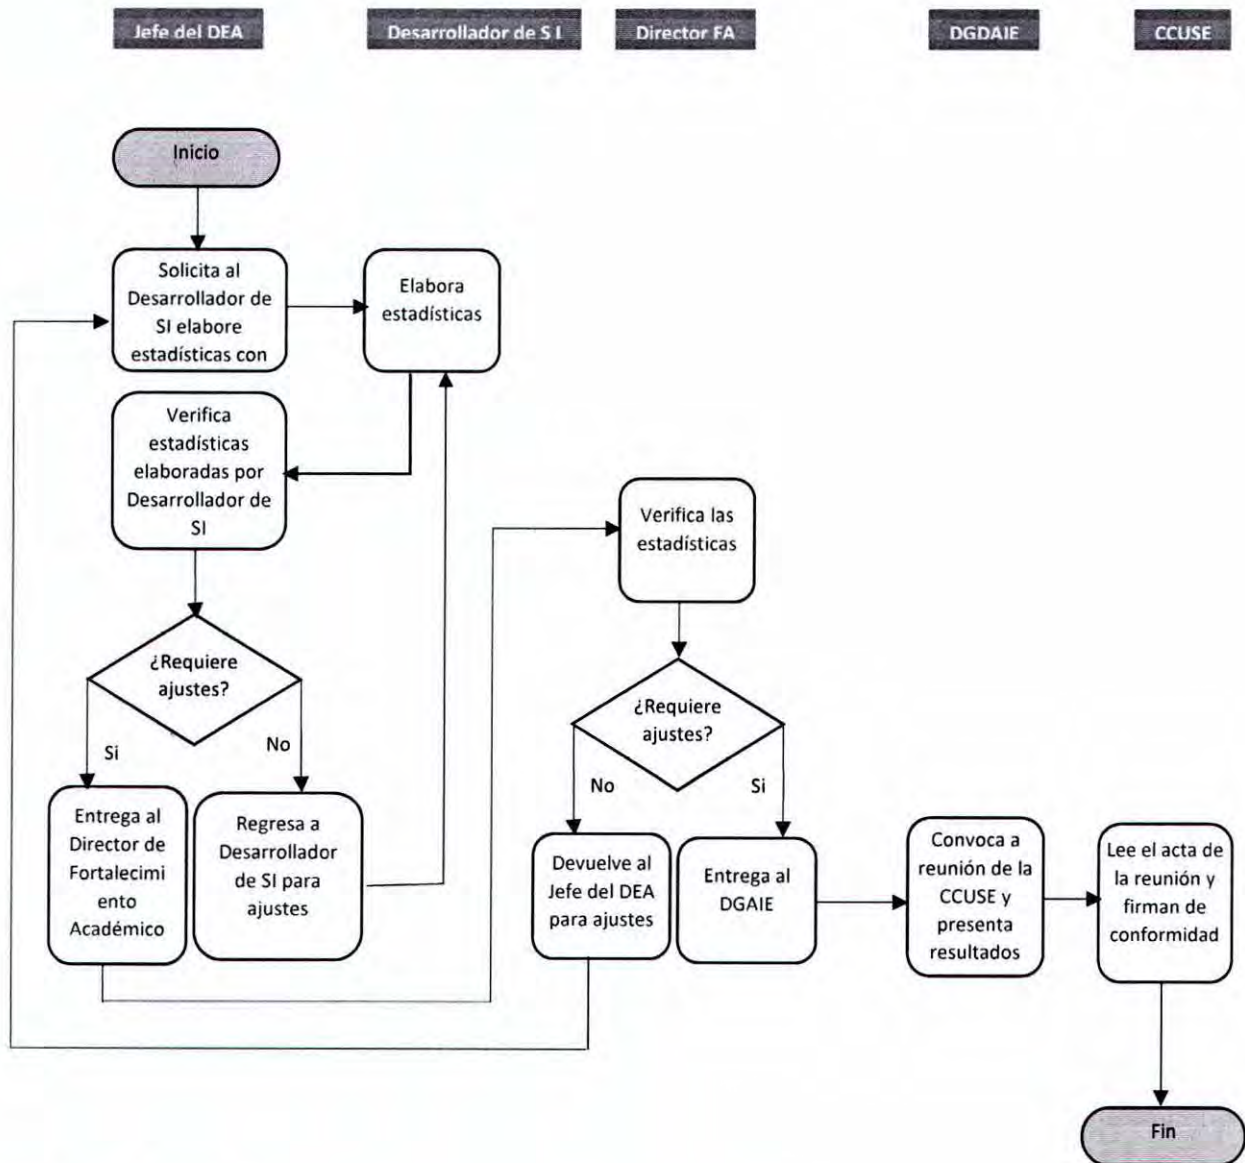 Jefe del DEA
Desarrollador de S I
Director FA
DGDAIE
CCUSE
Inicio
Solicita al
Desarrollador de
SI elabore
estadísticas con
Elabora
estadísticas
Verifica
estadísticas
elaboradas por
Desarrollador de
SI
Verifica las
estadísticas
¿Requiere
ajustes?
Si
No
¿Requiere
ajustes?
No
Si
Entrega al
Director de
Fortalecimi
ento
Académico
Regresa a
Desarrollador
de SI para
ajustes
Devuelve al
Jefe del DEA
para ajustes
Entrega al
DGAIE
Convoca a
reunión de la
CCUSE y
presenta
resultados
Lee el acta de
la reunión y
firman de
conformidad
Fin